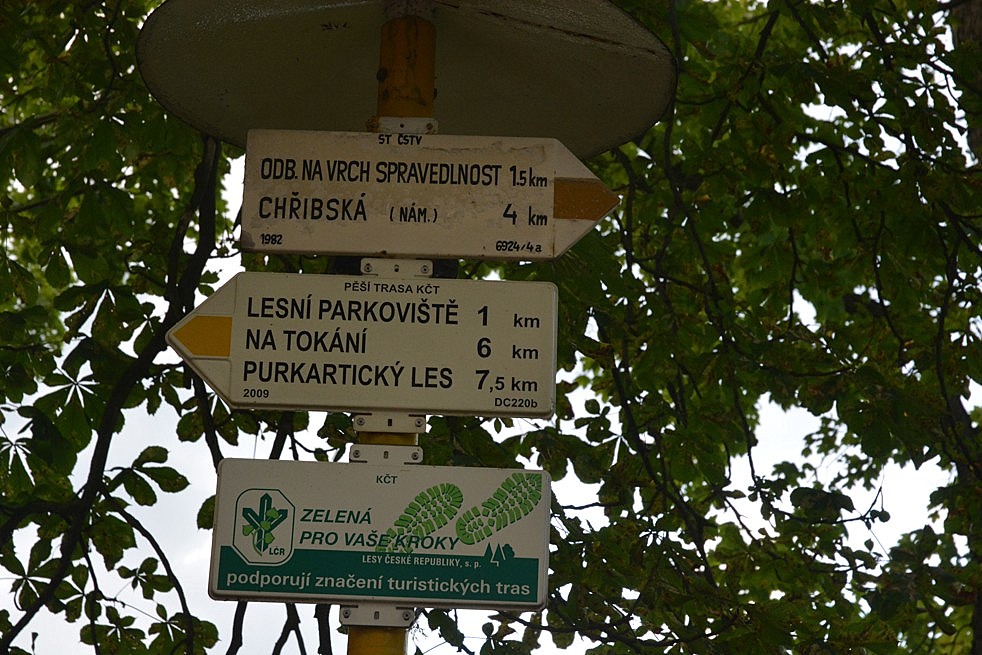 ST ČSTV
ODB. NA VRCH SPRAVEDLNOST 1.5 km
CHŘIBSKÁ (NÁM.) 4 km
1982 6924/4a
PĚŠÍ TRASA KČT
LESNÍ PARKOVIŠTĚ 1 km
NA TOKÁNÍ 6 km
PURKARTICKÝ LES 7,5 km
2009 DC220b
KČT
ZELENÁ
PRO VAŠE KROKY
LČR
LESY ČESKÉ REPUBLIKY, s. p.
podporují značení turistických tras